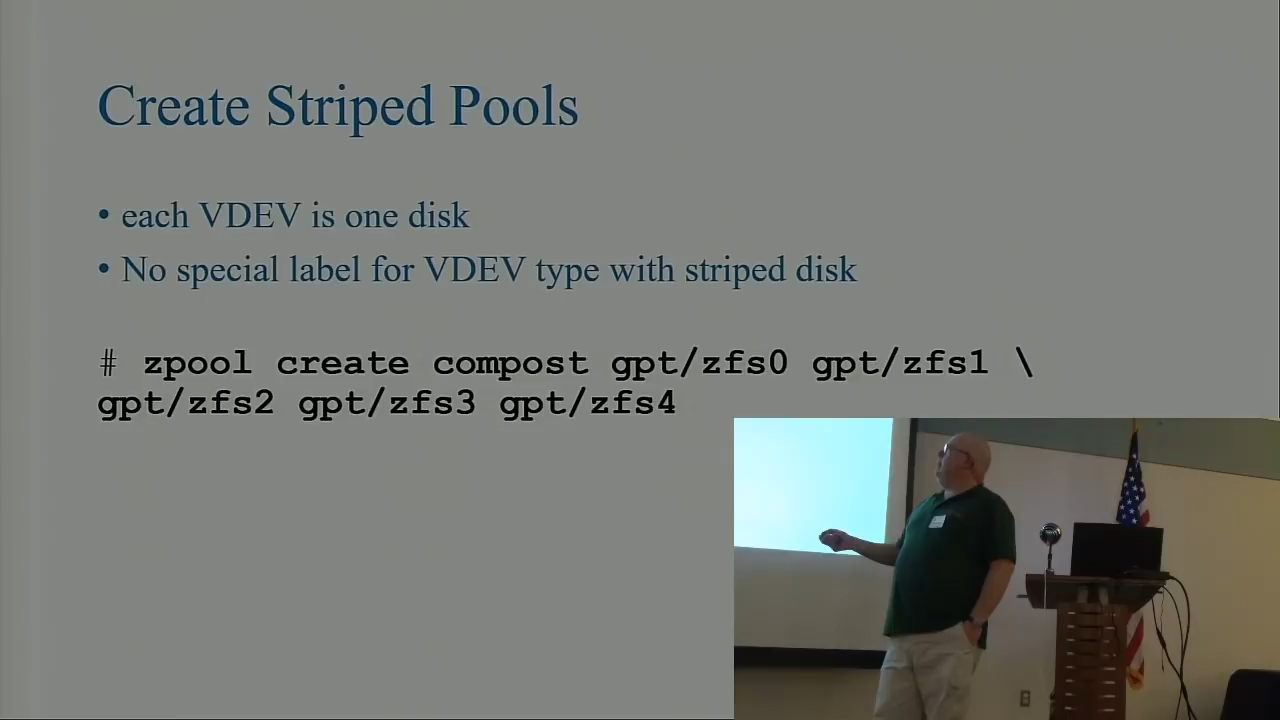 Create Striped Pools
• each VDEV is one disk
• No special label for VDEV type with striped disk
# zpool create compost gpt/zfs0 gpt/zfs1 \
gpt/zfs2 gpt/zfs3 gpt/zfs4